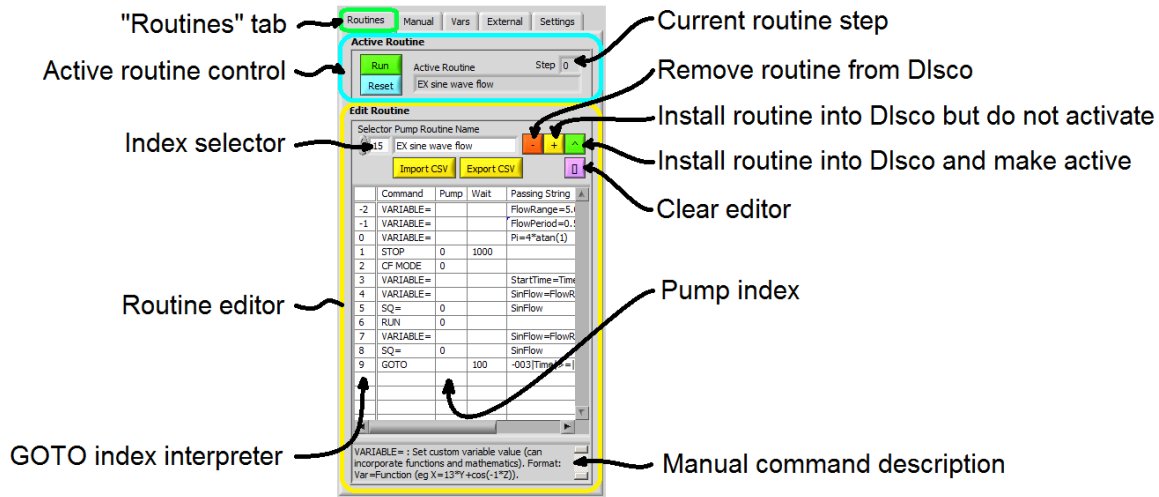 "Routines" tab
Active routine control
Index selector
Routine editor
GOTO index interpreter
Routines Manual Vars External Settings
Active Routine
Run
Reset
Active Routine
Step 0
EX sine wave flow
Edit Routine
Selector Pump Routine Name
15 EX sine wave flow - + ^
Import CSV Export CSV []
Command Pump Wait Passing String
-2 VARIABLE= FlowRange=5.
-1 VARIABLE= FlowPeriod=0.
0 VARIABLE= Pi=4*atan(1)
1 STOP 0 1000
2 CF MODE 0
3 VARIABLE= StartTime=Time
4 VARIABLE= SinFlow=FlowR
5 SQ= 0 SinFlow
6 RUN 0
7 VARIABLE= SinFlow=FlowR
8 SQ= 0 SinFlow
9 GOTO 100 -003|Time|>=|
VARIABLE= : Set custom variable value (can
incorporate functions and mathematics). Format:
Var=Function (eg X=13*Y+cos(-1*Z)).
Current routine step
Remove routine from DIsco
Install routine into DIsco but do not activate
Install routine into DIsco and make active
Clear editor
Pump index
Manual command description